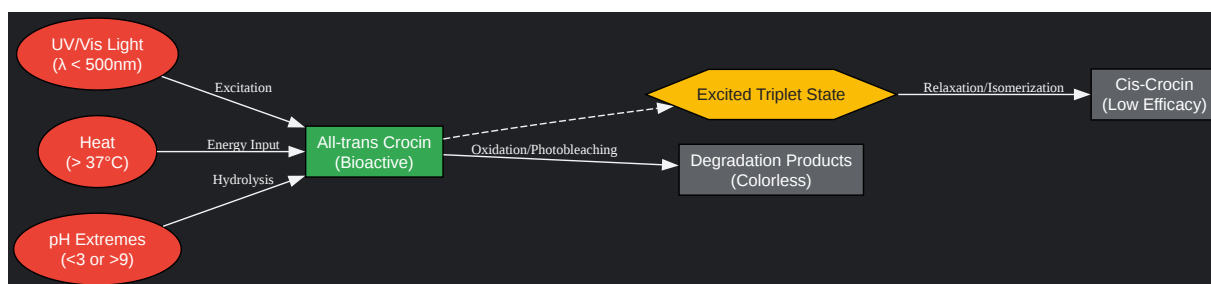 UV/Vis Light
(λ < 500nm)
Excitation
Heat
(> 37°C)
Energy Input
Hydrolysis
pH Extremes
(<3 or >9)
All-trans Crocin
(Bioactive)
Oxidation/Photobleaching
Excited Triplet State
Degradation Products
(Colorless)
Relaxation/Isomerization
Cis-Crocin
(Low Efficacy)